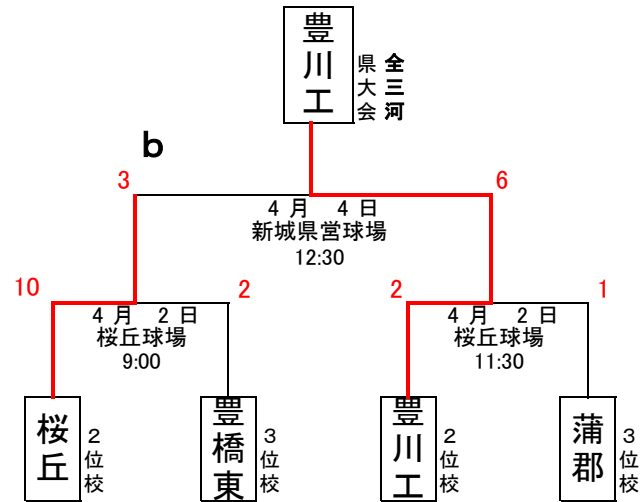 豊川工
全三河
県大会
b
3
6
4月 4日
新城県営球場
12:30
10
2
2
1
4月 2日
桜丘球場
9:00
4月 2日
桜丘球場
11:30
桜丘
2位校
豊橋東
3位校
豊川工
2位校
蒲郡
3位校